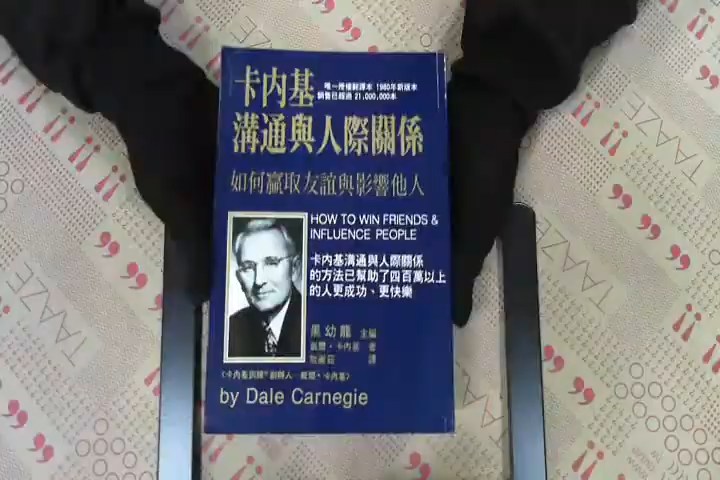 卡內基
唯一授權翻譯本 1980年新版本
銷售已超過 21,000,000本
溝通與人際關係
如何贏取友誼與影響他人
HOW TO WIN FRIENDS &
INFLUENCE PEOPLE
卡內基溝通與人際關係
的方法已幫助了四百萬以上
的人更成功、更快樂
黑幼龍 主編
戴爾·卡內基 著
譯
by Dale Carnegie
TAAZE
TAAZE
TAAZE